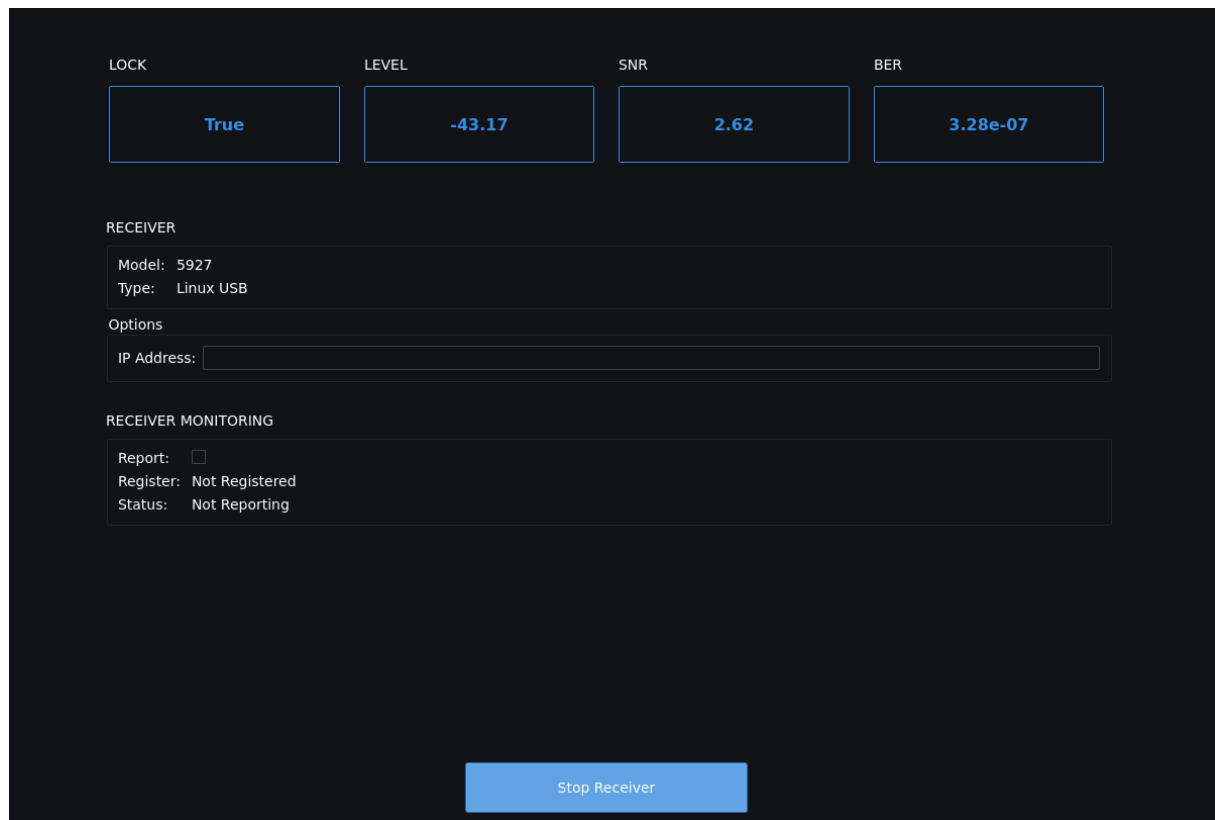 LOCK LEVEL SNR BER
True -43.17 2.62 3.28e-07
RECEIVER
Model: 5927
Type: Linux USB
Options
IP Address:
RECEIVER MONITORING
Report:
Register: Not Registered
Status: Not Reporting
Stop Receiver